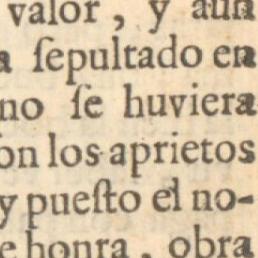 valor, y aun
a ſepultado en
no ſe huviera
on los aprietos
y pueſto el no-
e honra, obra